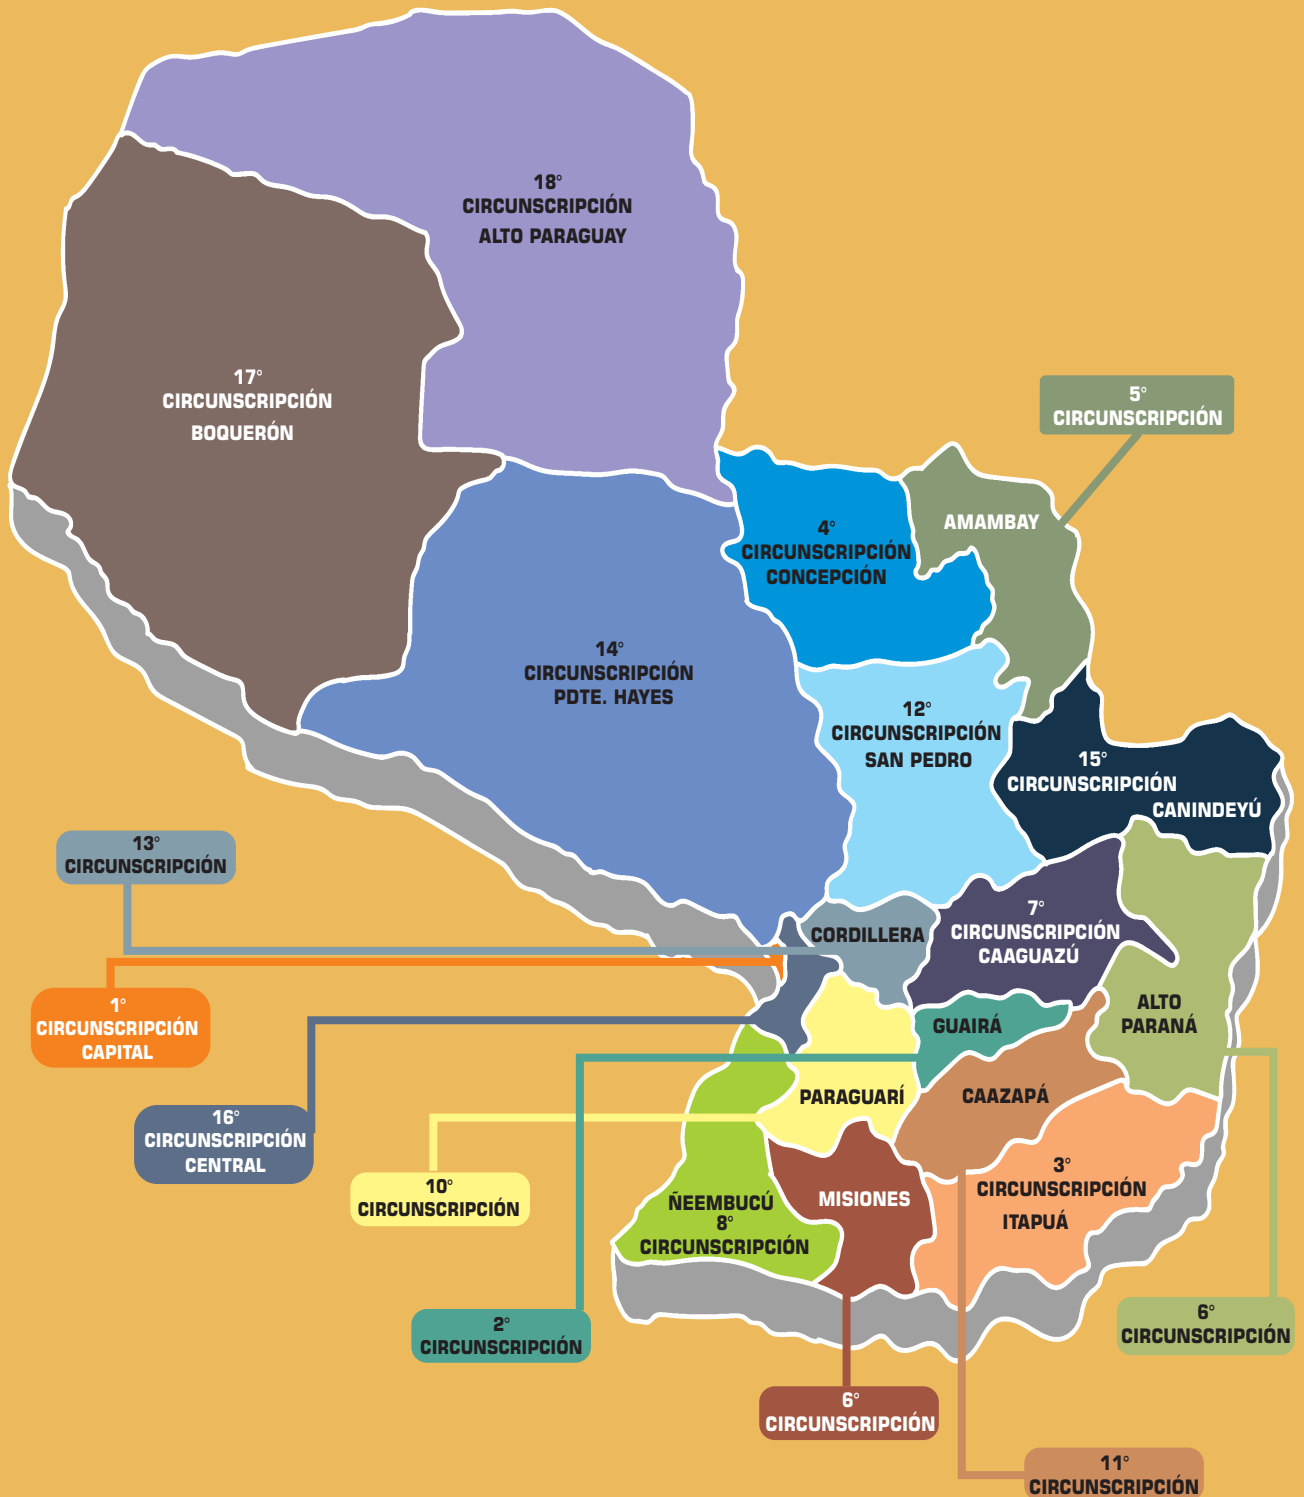 18°
CIRCUNSCRIPCIÓN
ALTO PARAGUAY
17°
CIRCUNSCRIPCIÓN
BOQUERÓN
5°
CIRCUNSCRIPCIÓN
AMAMBAY
4°
CIRCUNSCRIPCIÓN
CONCEPCIÓN
14°
CIRCUNSCRIPCIÓN
PDTE. HAYES
12°
CIRCUNSCRIPCIÓN
SAN PEDRO
15°
CIRCUNSCRIPCIÓN
CANINDEYÚ
13°
CIRCUNSCRIPCIÓN
CORDILLERA
7°
CIRCUNSCRIPCIÓN
CAAGUAZÚ
1°
CIRCUNSCRIPCIÓN
CAPITAL
GUAIRÁ
ALTO
PARANÁ
PARAGUARÍ
CAAZAPÁ
16°
CIRCUNSCRIPCIÓN
CENTRAL
10°
CIRCUNSCRIPCIÓN
ÑEEMBUCÚ
8°
CIRCUNSCRIPCIÓN
MISIONES
3°
CIRCUNSCRIPCIÓN
ITAPUÁ
2°
CIRCUNSCRIPCIÓN
6°
CIRCUNSCRIPCIÓN
6°
CIRCUNSCRIPCIÓN
11°
CIRCUNSCRIPCIÓN